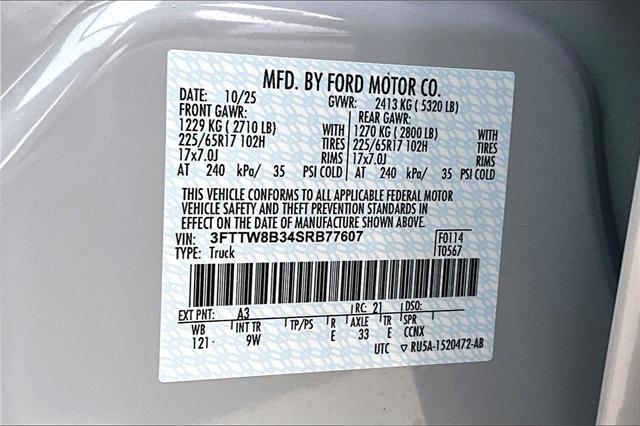 MFD. BY FORD MOTOR CO.
DATE: 10/25 GVWR: 2413 KG ( 5320 LB)
FRONT GAWR: REAR GAWR:
1229 KG ( 2710 LB) WITH 1270 KG ( 2800 LB) WITH
225/65R17 102H TIRES 225/65R17 102H TIRES
17x7.0J RIMS 17x7.0J RIMS
AT 240 kPa/ 35 PSI COLD AT 240 kPa/ 35 PSI COLD
THIS VEHICLE CONFORMS TO ALL APPLICABLE FEDERAL MOTOR
VEHICLE SAFETY AND THEFT PREVENTION STANDARDS IN
EFFECT ON THE DATE OF MANUFACTURE SHOWN ABOVE.
VIN: 3FTTW8B34SRB77607 F0114
TYPE: Truck T0567
EXT PNT: A3 RC: 21 DSO:
WB INT TR TP/PS R AXLE TR SPR
121 9W E 33 E CCNX
UTC ▽ RU5A-1520472-AB